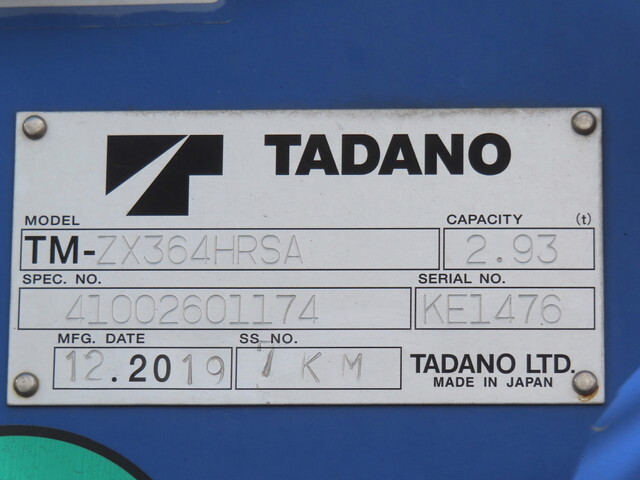 TADANO
MODEL CAPACITY (t)
TM-ZX364HRSA 2.93
SPEC. NO. SERIAL NO.
41002601174 KE1476
MFG. DATE SS NO.
12.2019 7KM TADANO LTD.
MADE IN JAPAN